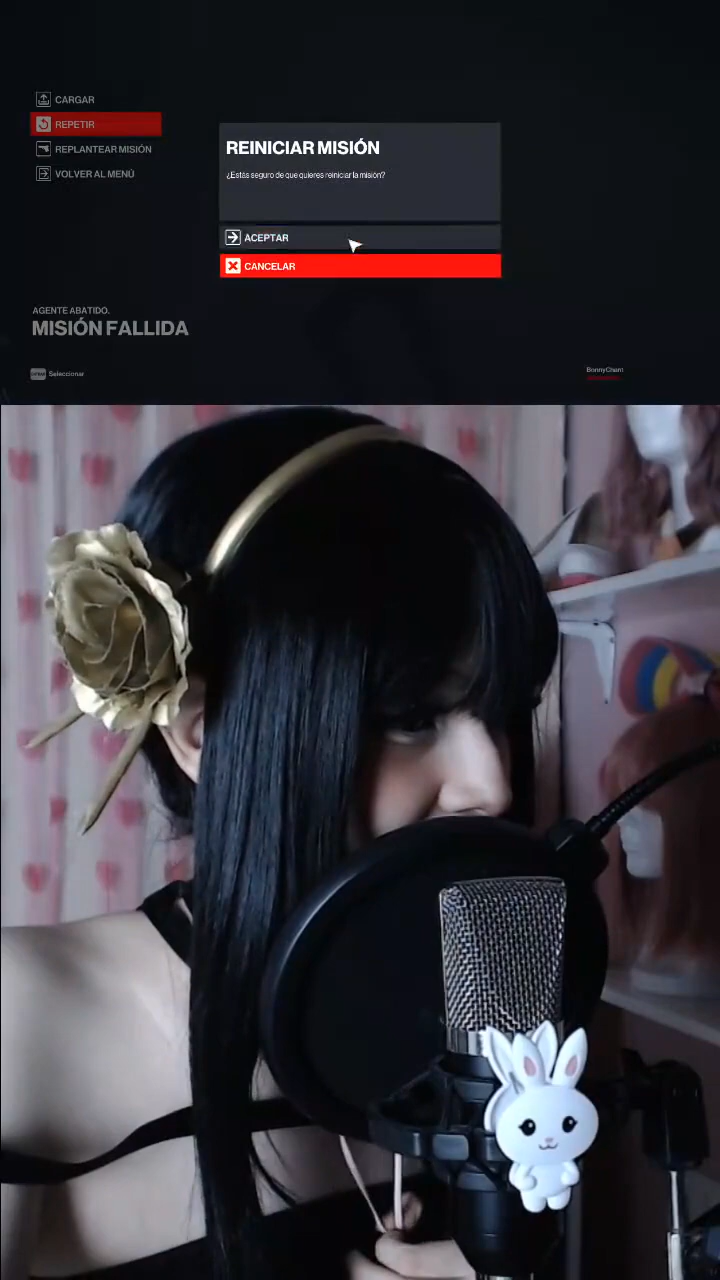 CARGAR
REPETIR
REPLANTEAR MISIÓN
VOLVER AL MENÚ
REINICIAR MISIÓN
¿Estás seguro de que quieres reiniciar la misión?
ACEPTAR
CANCELAR
AGENTE ABATIDO.
MISIÓN FALLIDA
Seleccionar
BonnyCham